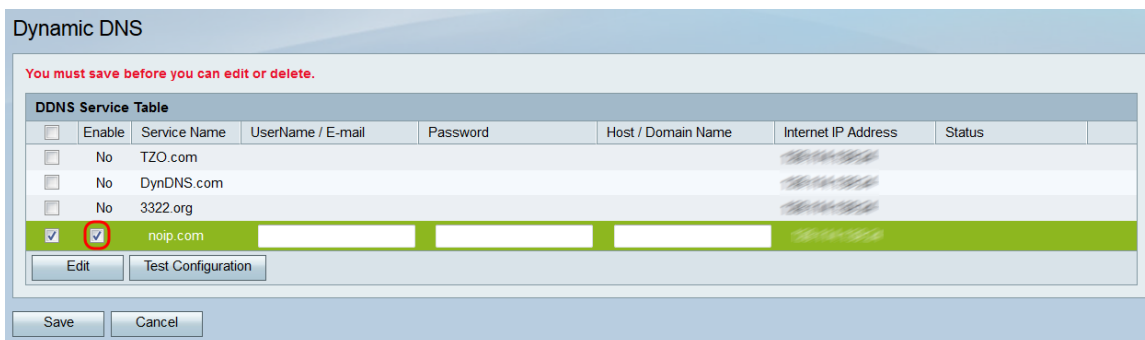 Dynamic DNS
You must save before you can edit or delete.
DDNS Service Table
Enable Service Name UserName / E-mail Password Host / Domain Name Internet IP Address Status
No TZO.com
No DynDNS.com
No 3322.org
noip.com
Edit Test Configuration
Save Cancel